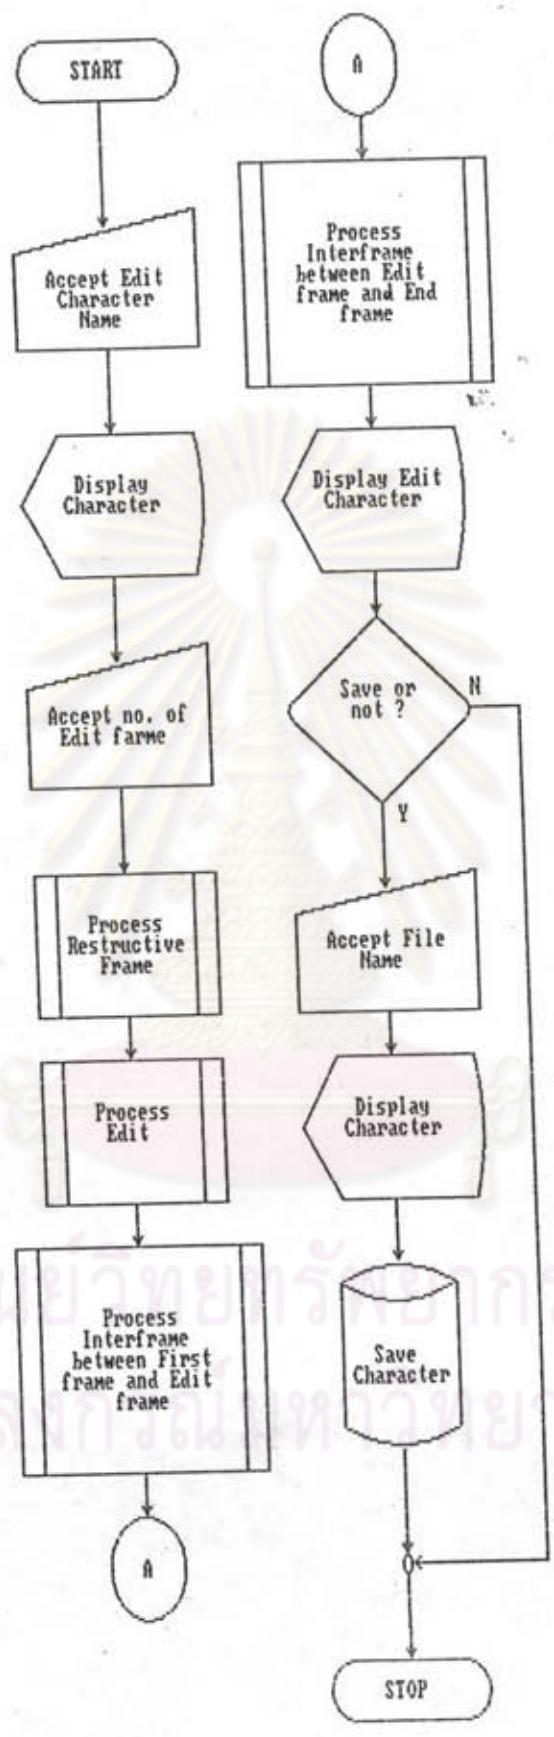 START
Accept Edit
Character
Name
Display
Character
Accept no. of
Edit farme
Process
Restructive
Frame
Process
Edit
Process
Interframe
between First
frame and Edit
frame
A
A
Process
Interframe
between Edit
frame and End
frame
Display Edit
Character
Save or
not ?
N
Y
Accept File
Name
Display
Character
Save
Character
STOP